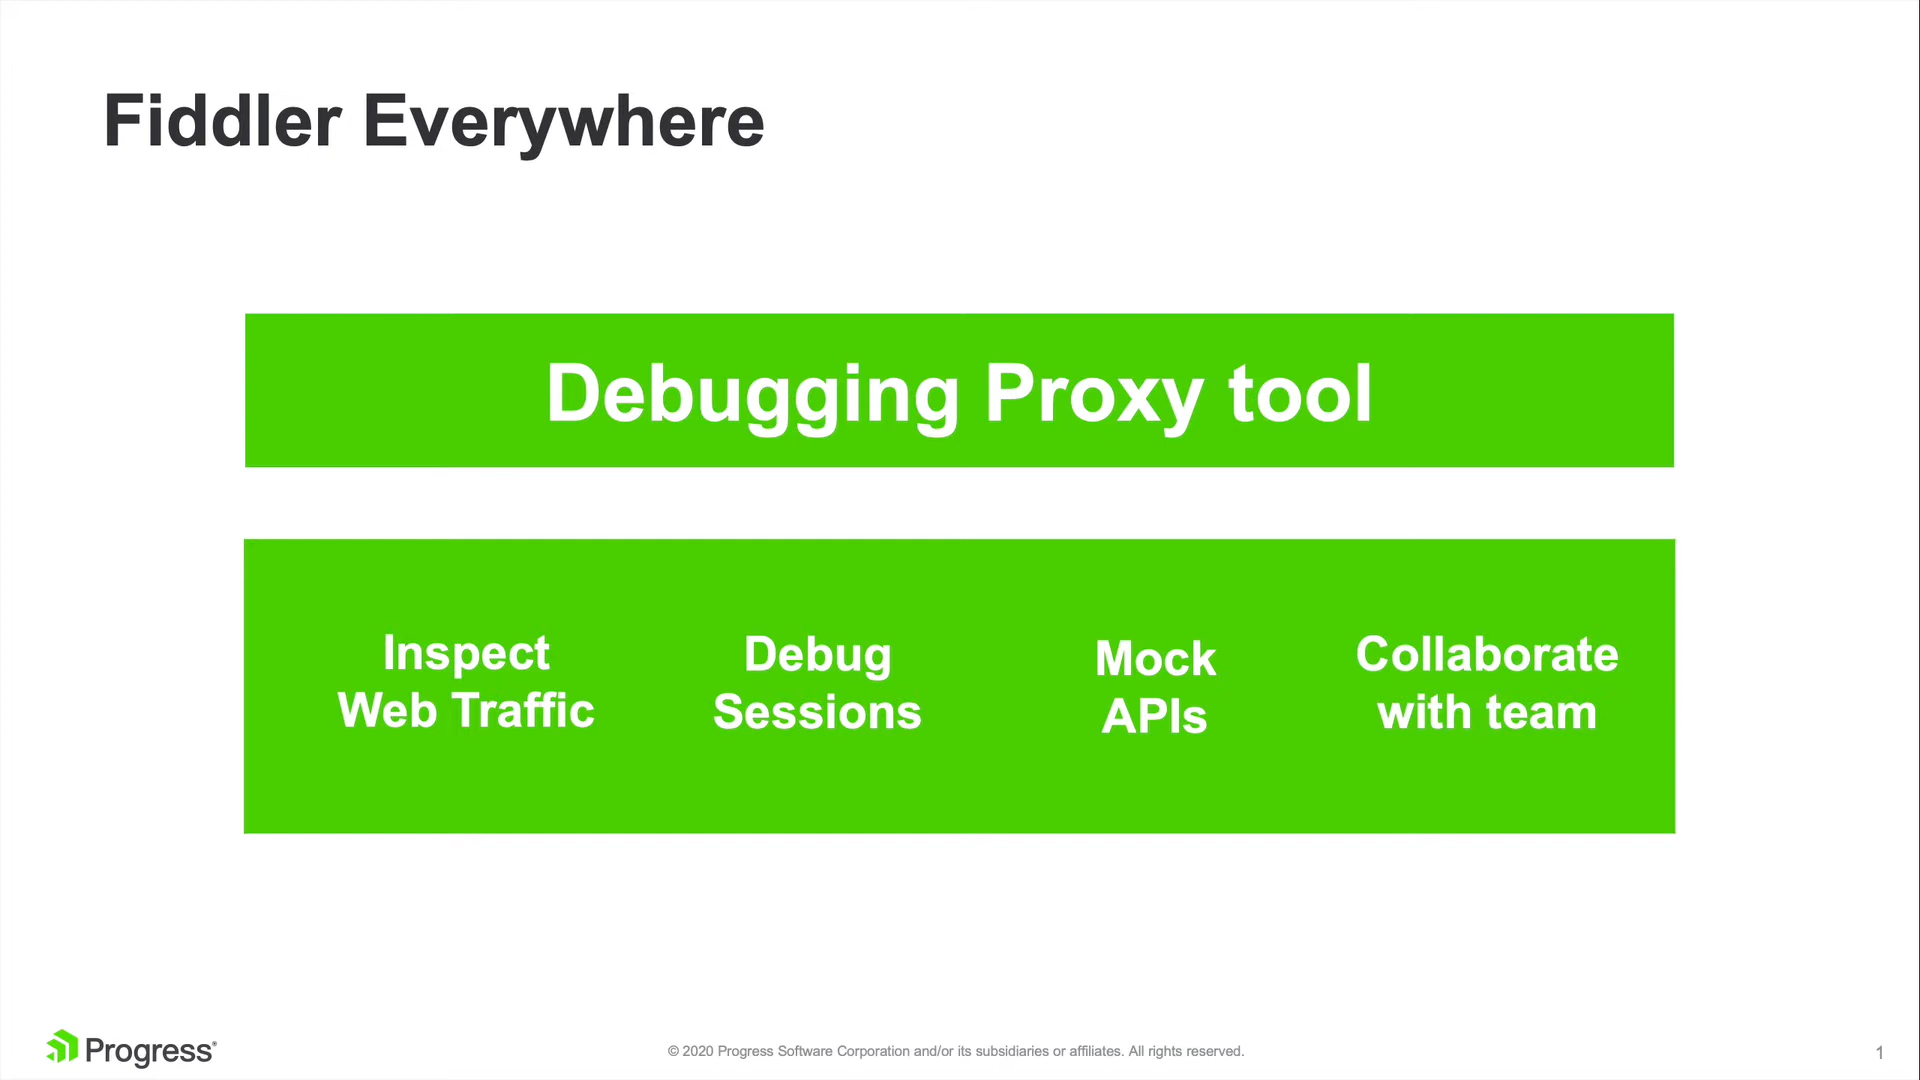 Fiddler Everywhere
Debugging Proxy tool
Inspect
Web Traffic
Debug
Sessions
Mock
APIs
Collaborate
with team
Progress®
© 2020 Progress Software Corporation and/or its subsidiaries or affiliates. All rights reserved.
1